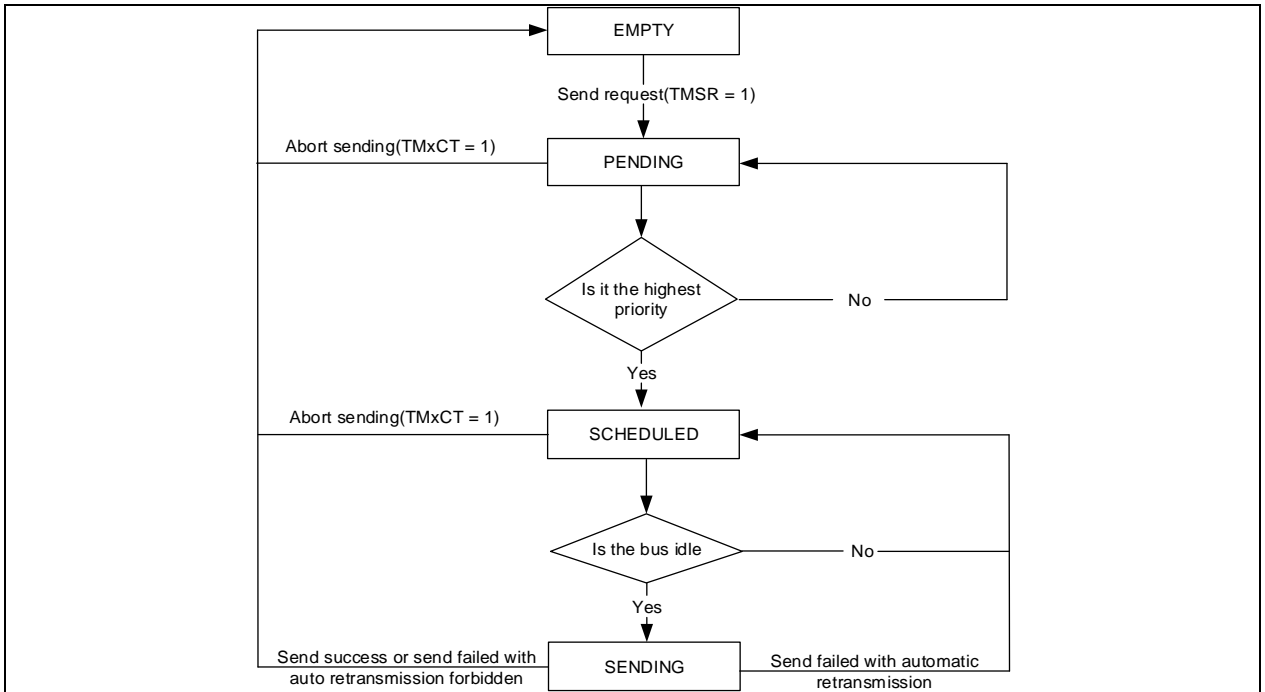 EMPTY
Send request(TMSR = 1)
Abort sending(TMxCT = 1)
PENDING
Is it the highest
priority
No
Yes
Abort sending(TMxCT = 1)
SCHEDULED
Is the bus idle
No
Yes
Send success or send failed with
auto retransmission forbidden
SENDING
Send failed with automatic
retransmission